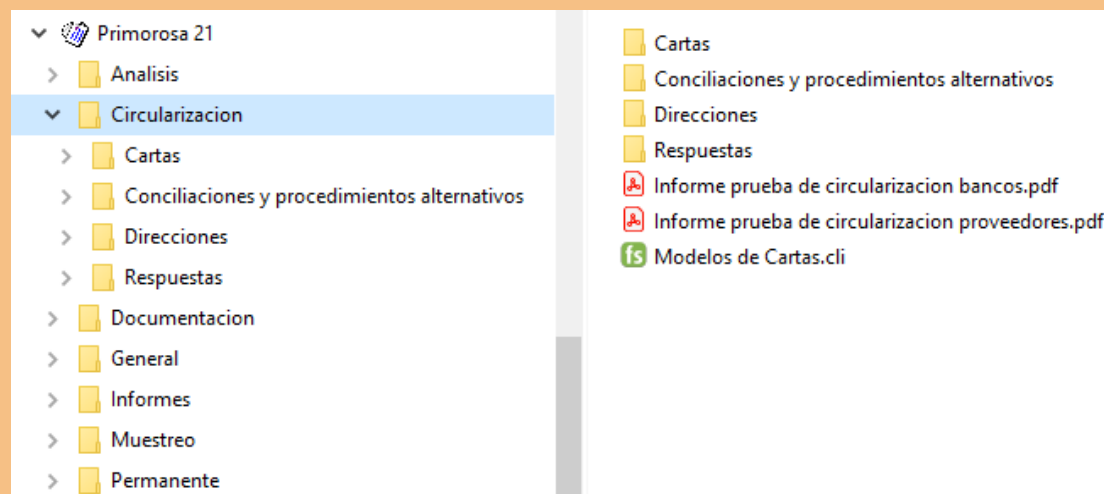 Primorosa 21
Analisis
Circularizacion
Cartas
Conciliaciones y procedimientos alternativos
Direcciones
Respuestas
Documentacion
General
Informes
Muestreo
Permanente
Cartas
Conciliaciones y procedimientos alternativos
Direcciones
Respuestas
Informe prueba de circularizacion bancos.pdf
Informe prueba de circularizacion proveedores.pdf
fs Modelos de Cartas.cli